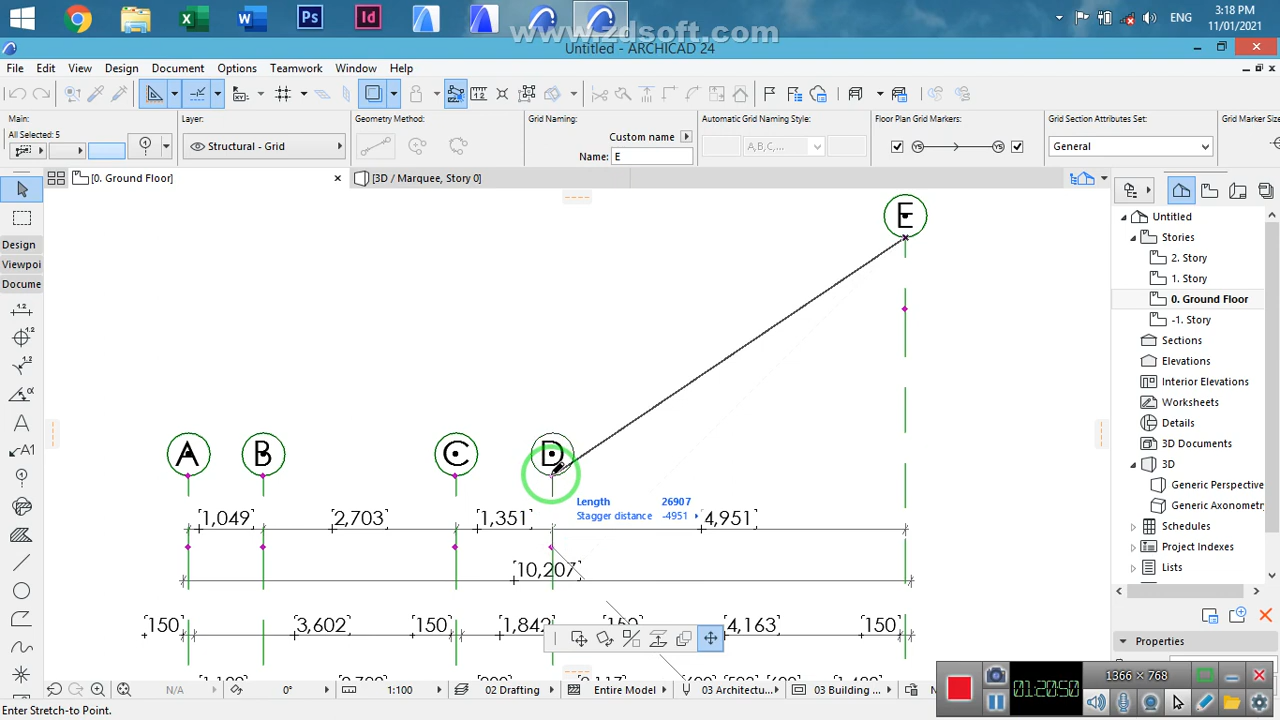 3:18 PM
ENG
11/01/2021
www.zdsoft.com
Untitled - ARCHICAD 24
File Edit View Design Document Options Teamwork Window Help
Main: Layer: Geometry Method: Grid Naming: Automatic Grid Naming Style: Floor Plan Grid Markers: Grid Section Attributes Set: Grid Marker Size
All Selected: 5
Structural - Grid
Custom name
Name: E
A,B,C,...
General
[0. Ground Floor] [3D / Marquee, Story 0]
Design
Viewpoi
Docume
Untitled
Stories
2. Story
1. Story
0. Ground Floor
-1. Story
Sections
Elevations
Interior Elevations
Worksheets
Details
3D Documents
3D
Generic Perspective
Generic Axonomet
Schedules
Project Indexes
Lists
Properties
E
A B C D
Length 26907
Stagger distance -4951
1,049 2,703 1,351 4,951
10,207
150 3,602 150 1,842 150 4,163 150
N/A 0° 1:100 02 Drafting Entire Model 03 Architectu... 03 Building ...
Enter Stretch-to Point.
01:20:50
1366 × 768